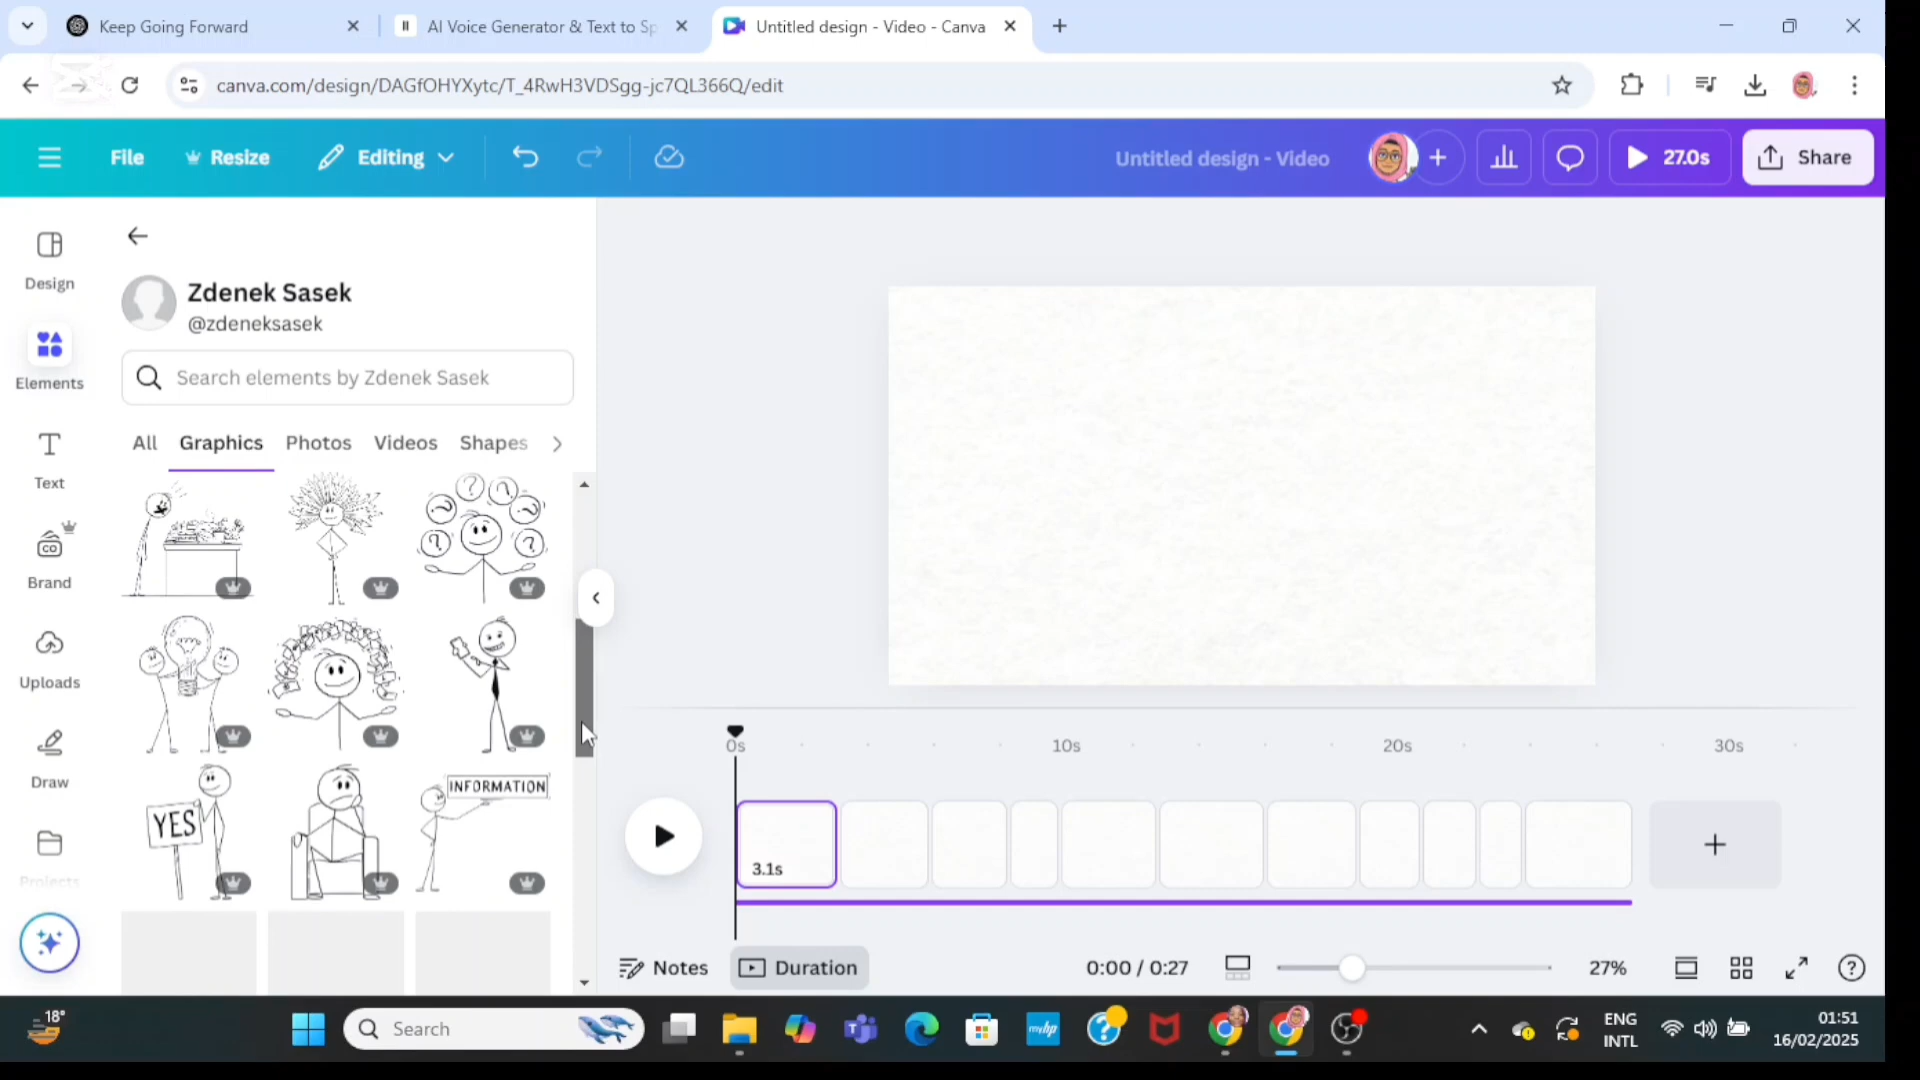 Keep Going Forward
AI Voice Generator & Text to Sp
Untitled design - Video - Canva
canva.com/design/DAGfOHYXytc/T_4RwH3VDSgg-jc7QL366Q/edit
File
Resize
Editing
Untitled design - Video
27.0s
Share
Design
Elements
Text
Brand
Uploads
Draw
Projects
Zdenek Sasek
@zdeneksasek
Search elements by Zdenek Sasek
All
Graphics
Photos
Videos
Shapes
YES
INFORMATION
0s
10s
20s
30s
3.1s
Notes
Duration
0:00 / 0:27
27%
18°
Search
myhp
ENG
INTL
01:51
16/02/2025